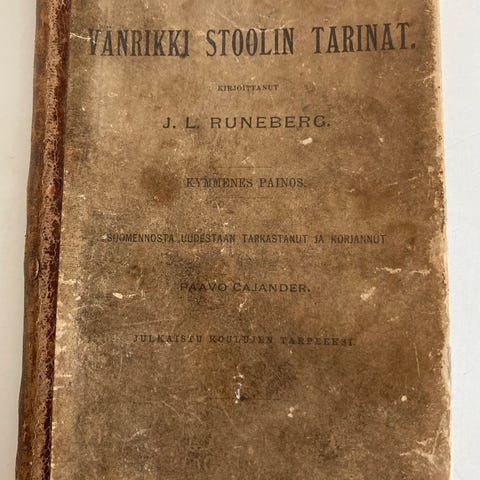 VÄNRIKKI STOOLIN TARINAT.
KIRJOITTANUT
J. L. RUNEBERG.
KYMMENES PAINOS.
SUOMENNOSTA UUDESTAAN TARKASTANUT JA KORJANNUT
PAAVO CAJANDER.
JULKAISTU KOULUJEN TARPEEKSI.